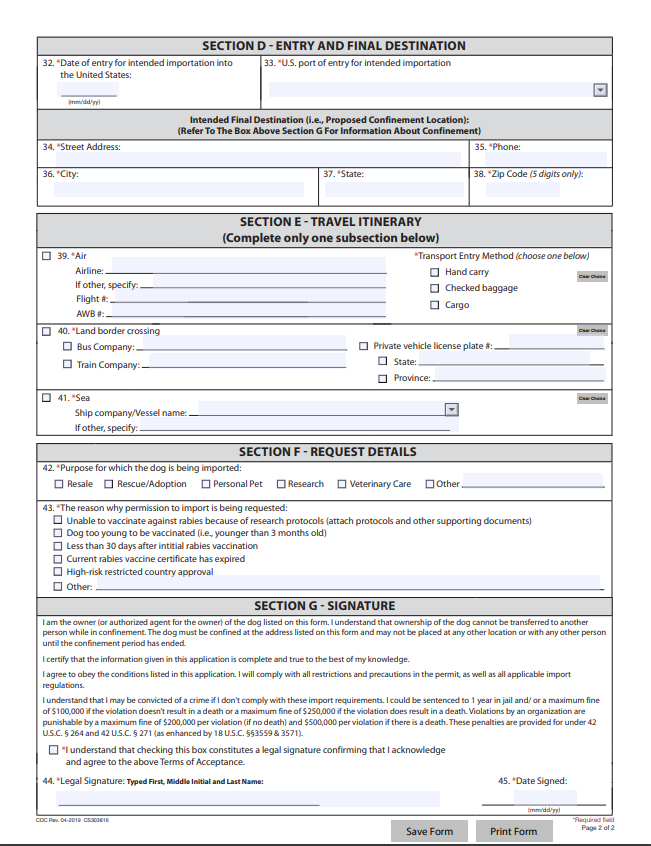 SECTION D - ENTRY AND FINAL DESTINATION
32. *Date of entry for intended importation into
the United States:
(mm/dd/yy)
33. *U.S. port of entry for intended importation
Intended Final Destination (i.e., Proposed Confinement Location):
(Refer To The Box Above Section G For Information About Confinement)
34. *Street Address:
35. *Phone:
36. *City:
37. *State:
38. *Zip Code (5 digits only):
SECTION E - TRAVEL ITINERARY
(Complete only one subsection below)
39. *Air
Airline:
If other, specify:
Flight #:
AWB #:
*Transport Entry Method (choose one below)
Hand carry
Checked baggage
Cargo
Clear Choice
40. *Land border crossing
Clear Choice
Bus Company:
Train Company:
Private vehicle license plate #:
State:
Province:
41. *Sea
Clear Choice
Ship company/Vessel name:
If other, specify:
SECTION F - REQUEST DETAILS
42. *Purpose for which the dog is being imported:
Resale Rescue/Adoption Personal Pet Research Veterinary Care Other
43. *The reason why permission to import is being requested:
Unable to vaccinate against rabies because of research protocols (attach protocols and other supporting documents)
Dog too young to be vaccinated (i.e., younger than 3 months old)
Less than 30 days after intitial rabies vaccination
Current rabies vaccine certificate has expired
High-risk restricted country approval
Other:
SECTION G - SIGNATURE
I am the owner (or authorized agent for the owner) of the dog listed on this form. I understand that ownership of the dog cannot be transferred to another
person while in confinement. The dog must be confined at the address listed on this form and may not be placed at any other location or with any other person
until the confinement period has ended.
I certify that the information given in this application is complete and true to the best of my knowledge.
I agree to obey the conditions listed in this application. I will comply with all restrictions and precautions in the permit, as well as all applicable import
regulations.
I understand that I may be convicted of a crime if I don't comply with these import requirements. I could be sentenced to 1 year in jail and/ or a maximum fine
of $100,000 if the violation doesn't result in a death or a maximum of $250,000 if the violation does result in a death. Violations by an organization are
punishable by a maximum fine of $200,000 per violation (if no death) and $500,000 per violation if there is a death. These penalties are provided for under 42
U.S.C. § 264 and 42 U.S.C. § 271 (as enhanced by 18 U.S.C. §§3559 & 3571).
*I understand that checking this box constitutes a legal signature confirming that I acknowledge
and agree to the above Terms of Acceptance.
44. *Legal Signature: Typed First, Middle Initial and Last Name:
45. *Date Signed:
(mm/dd/yy)
CDC Rev. 04-2019 CS303816
*Required field
Page 2 of 2
Save Form
Print Form